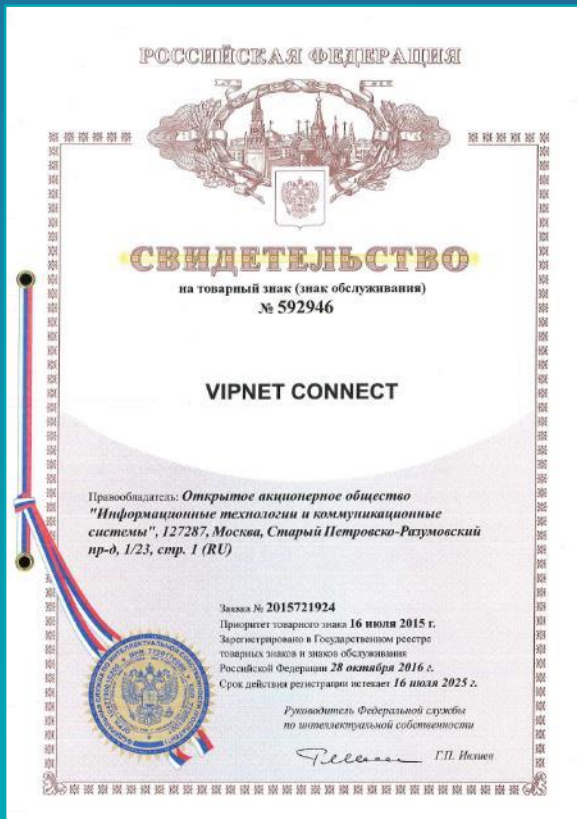 РОССИЙСКАЯ ФЕДЕРАЦИЯ
СВИДЕТЕЛЬСТВО
на товарный знак (знак обслуживания)
№ 592946
VIPNET CONNECT
Правообладатель: Открытое акционерное общество
"Информационные технологии и коммуникационные
системы", 127287, Москва, Старый Петровско-Разумовский
пр-д, 1/23, стр. 1 (RU)
Заявка № 2015721924
Приоритет товарного знака 16 июля 2015 г.
Зарегистрировано в Государственном реестре
товарных знаков и знаков обслуживания
Российской Федерации 28 октября 2016 г.
Срок действия регистрации истекает 16 июля 2025 г.
Руководитель Федеральной службы
по интеллектуальной собственности
Г.П. Ивлиев